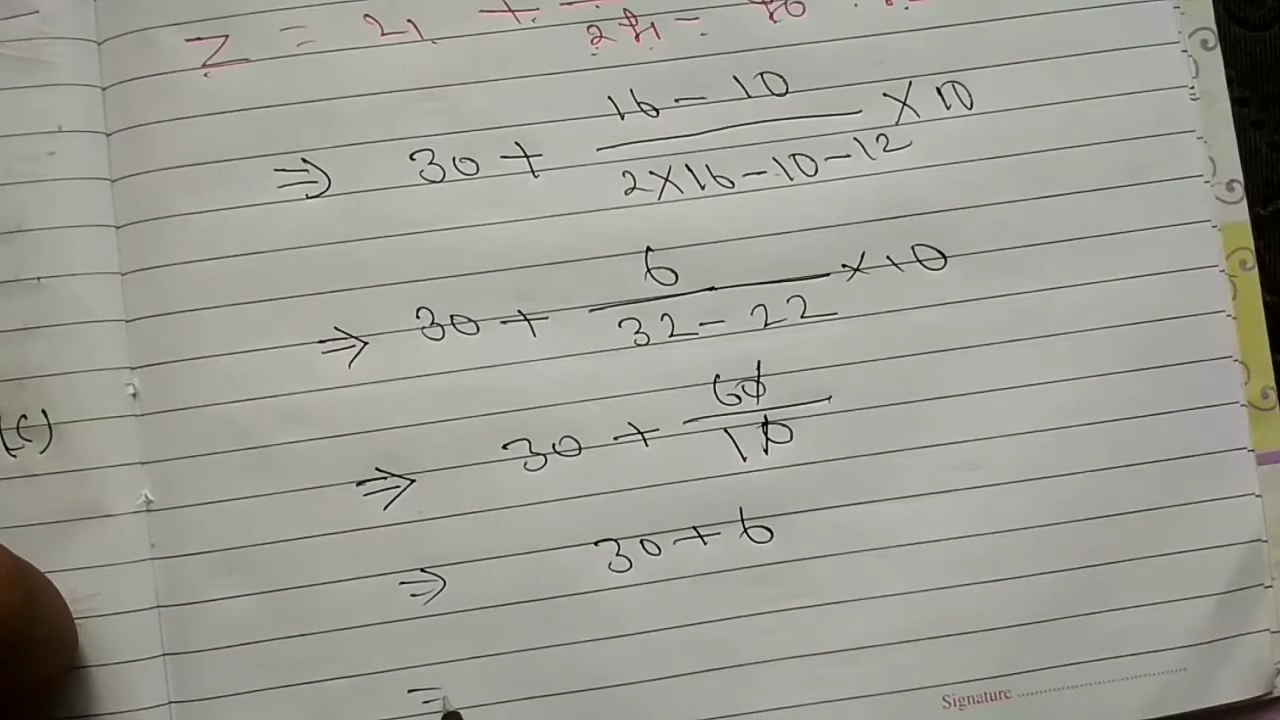 Z = 21 +
⇒ 30 + 16 - 10 / 2×16-10-12 × 10
⇒ 30 + 6 / 32 - 22 × 10
(C)
⇒ 30 + 60 / 10
⇒ 30 + 6
=
Signature